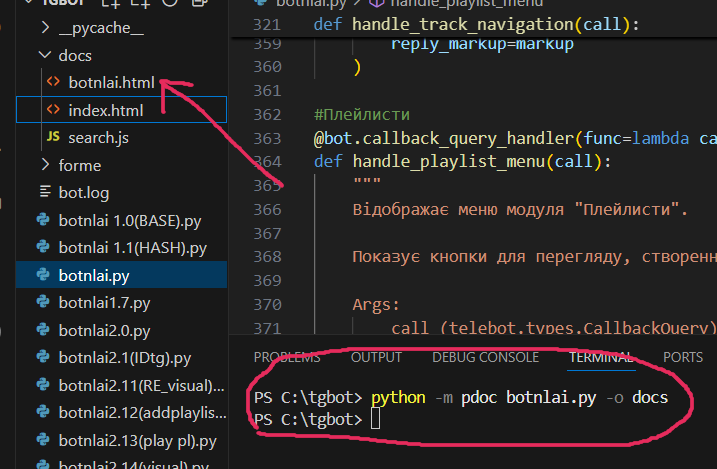 TGBOT
__pycache__
docs
<> botnlai.html
<> index.html
JS search.js
forme
bot.log
botnlai 1.0(BASE).py
botnlai 1.1(HASH).py
botnlai.py
botnlai1.7.py
botnlai2.0.py
botnlai2.1(IDtg).py
botnlai2.11(RE_visual)...
botnlai2.12(addplaylis...
botnlai2.13(play pl).py
botnlai2.14(visual).py
botnlai.py > handle_playlist_menu
321 def handle_track_navigation(call):
359 reply_markup=markup
360 )
361
362 #Плейлисти
363 @bot.callback_query_handler(func=lambda ca
364 def handle_playlist_menu(call):
365 """
366 Відображає меню модуля "Плейлисти".
367
368 Показує кнопки для перегляду, створенн
369
370 Args:
371 call (telebot.types.CallbackQuery)
PROBLEMS OUTPUT DEBUG CONSOLE TERMINAL PORTS
PS C:\tgbot> python -m pdoc botnlai.py -o docs
PS C:\tgbot>